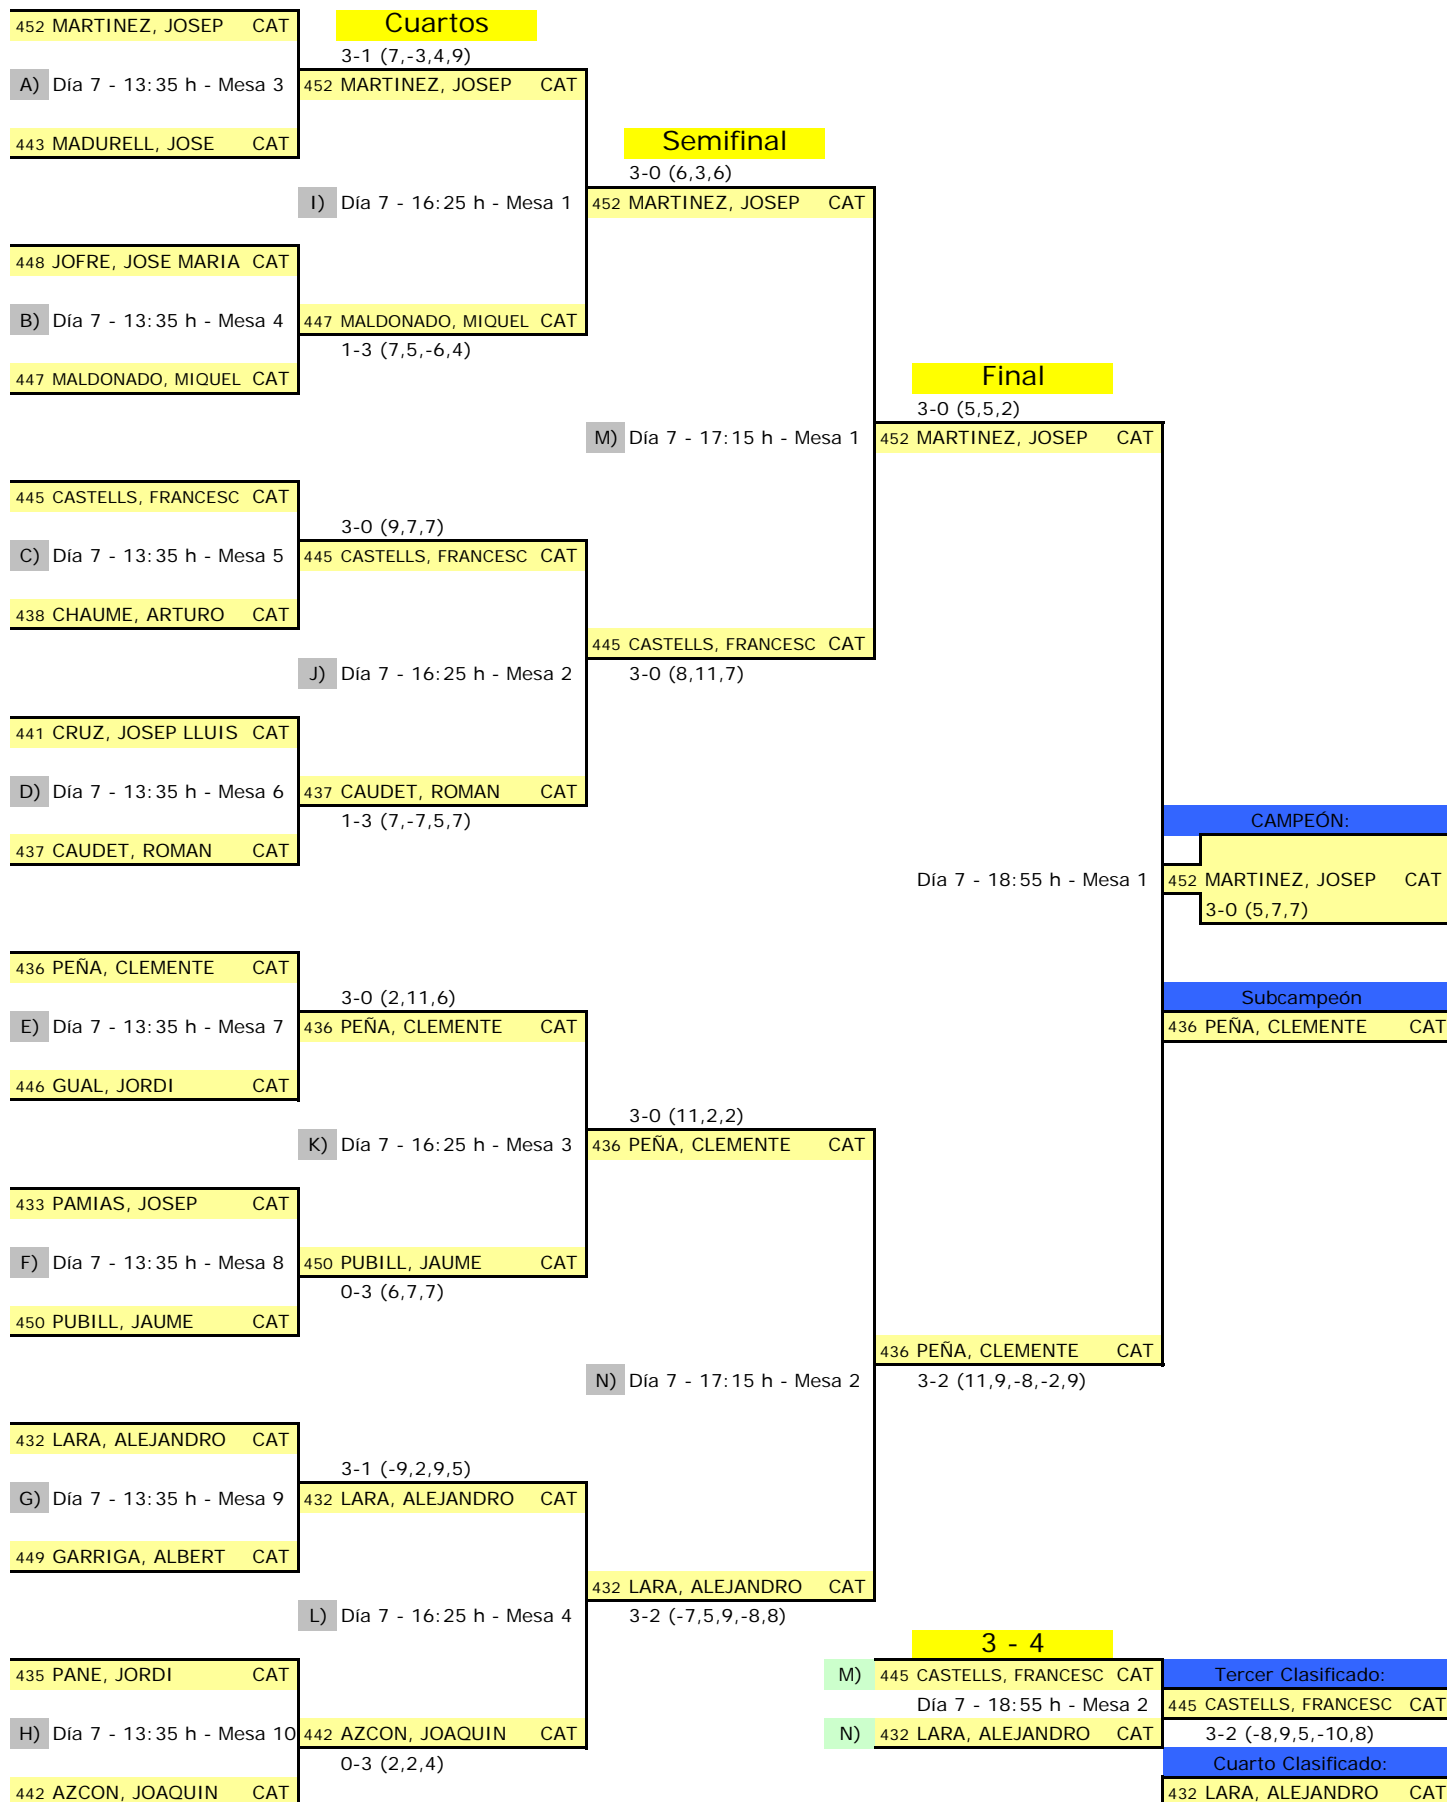 452 MARTINEZ, JOSEP CAT
Cuartos
3-1 (7,-3,4,9)
A) Día 7 - 13:35 h - Mesa 3
452 MARTINEZ, JOSEP CAT
443 MADURELL, JOSE CAT
Semifinal
3-0 (6,3,6)
I) Día 7 - 16:25 h - Mesa 1
452 MARTINEZ, JOSEP CAT
448 JOFRE, JOSE MARIA CAT
B) Día 7 - 13:35 h - Mesa 4
447 MALDONADO, MIQUEL CAT
1-3 (7,5,-6,4)
447 MALDONADO, MIQUEL CAT
Final
3-0 (5,5,2)
M) Día 7 - 17:15 h - Mesa 1
452 MARTINEZ, JOSEP CAT
445 CASTELLS, FRANCESC CAT
3-0 (9,7,7)
C) Día 7 - 13:35 h - Mesa 5
445 CASTELLS, FRANCESC CAT
438 CHAUME, ARTURO CAT
445 CASTELLS, FRANCESC CAT
J) Día 7 - 16:25 h - Mesa 2
3-0 (8,11,7)
441 CRUZ, JOSEP LLUIS CAT
D) Día 7 - 13:35 h - Mesa 6
437 CAUDET, ROMAN CAT
1-3 (7,-7,5,7)
CAMPEÓN:
437 CAUDET, ROMAN CAT
Día 7 - 18:55 h - Mesa 1
452 MARTINEZ, JOSEP CAT
3-0 (5,7,7)
436 PEÑA, CLEMENTE CAT
3-0 (2,11,6)
Subcampeón
E) Día 7 - 13:35 h - Mesa 7
436 PEÑA, CLEMENTE CAT
436 PEÑA, CLEMENTE CAT
446 GUAL, JORDI CAT
3-0 (11,2,2)
K) Día 7 - 16:25 h - Mesa 3
436 PEÑA, CLEMENTE CAT
433 PAMIAS, JOSEP CAT
F) Día 7 - 13:35 h - Mesa 8
450 PUBILL, JAUME CAT
0-3 (6,7,7)
450 PUBILL, JAUME CAT
436 PEÑA, CLEMENTE CAT
N) Día 7 - 17:15 h - Mesa 2
3-2 (11,9,-8,-2,9)
432 LARA, ALEJANDRO CAT
3-1 (-9,2,9,5)
G) Día 7 - 13:35 h - Mesa 9
432 LARA, ALEJANDRO CAT
449 GARRIGA, ALBERT CAT
432 LARA, ALEJANDRO CAT
L) Día 7 - 16:25 h - Mesa 4
3-2 (-7,5,9,-8,8)
3 - 4
435 PANE, JORDI CAT
M) 445 CASTELLS, FRANCESC CAT
Tercer Clasificado:
Día 7 - 18:55 h - Mesa 2
445 CASTELLS, FRANCESC CAT
H) Día 7 - 13:35 h - Mesa 10
442 AZCON, JOAQUIN CAT
N) 432 LARA, ALEJANDRO CAT
3-2 (-8,9,5,-10,8)
0-3 (2,2,4)
Cuarto Clasificado:
442 AZCON, JOAQUIN CAT
432 LARA, ALEJANDRO CAT